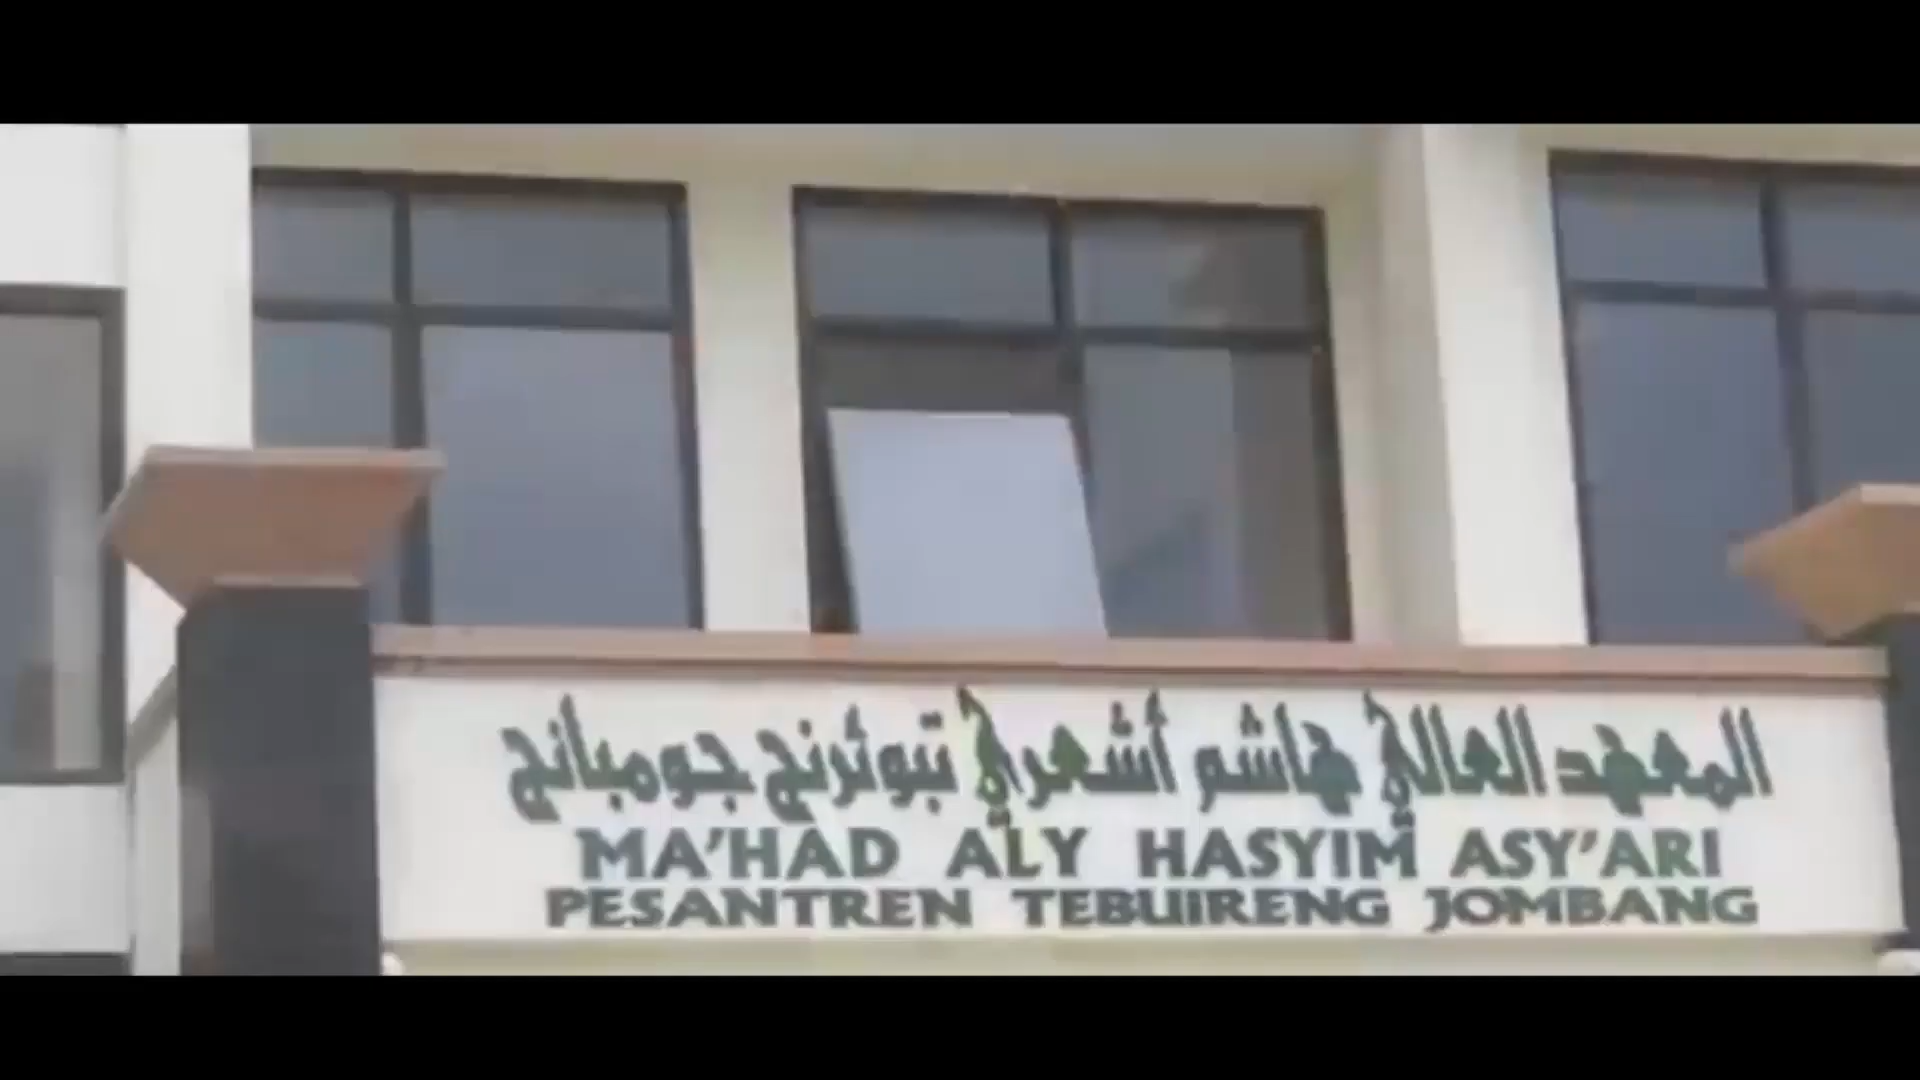 المعهد العالي هاشم أشعري تبوئرنج جومبانج
MA'HAD ALY HASYIM ASY'ARI
PESANTREN TEBUIRENG JOMBANG